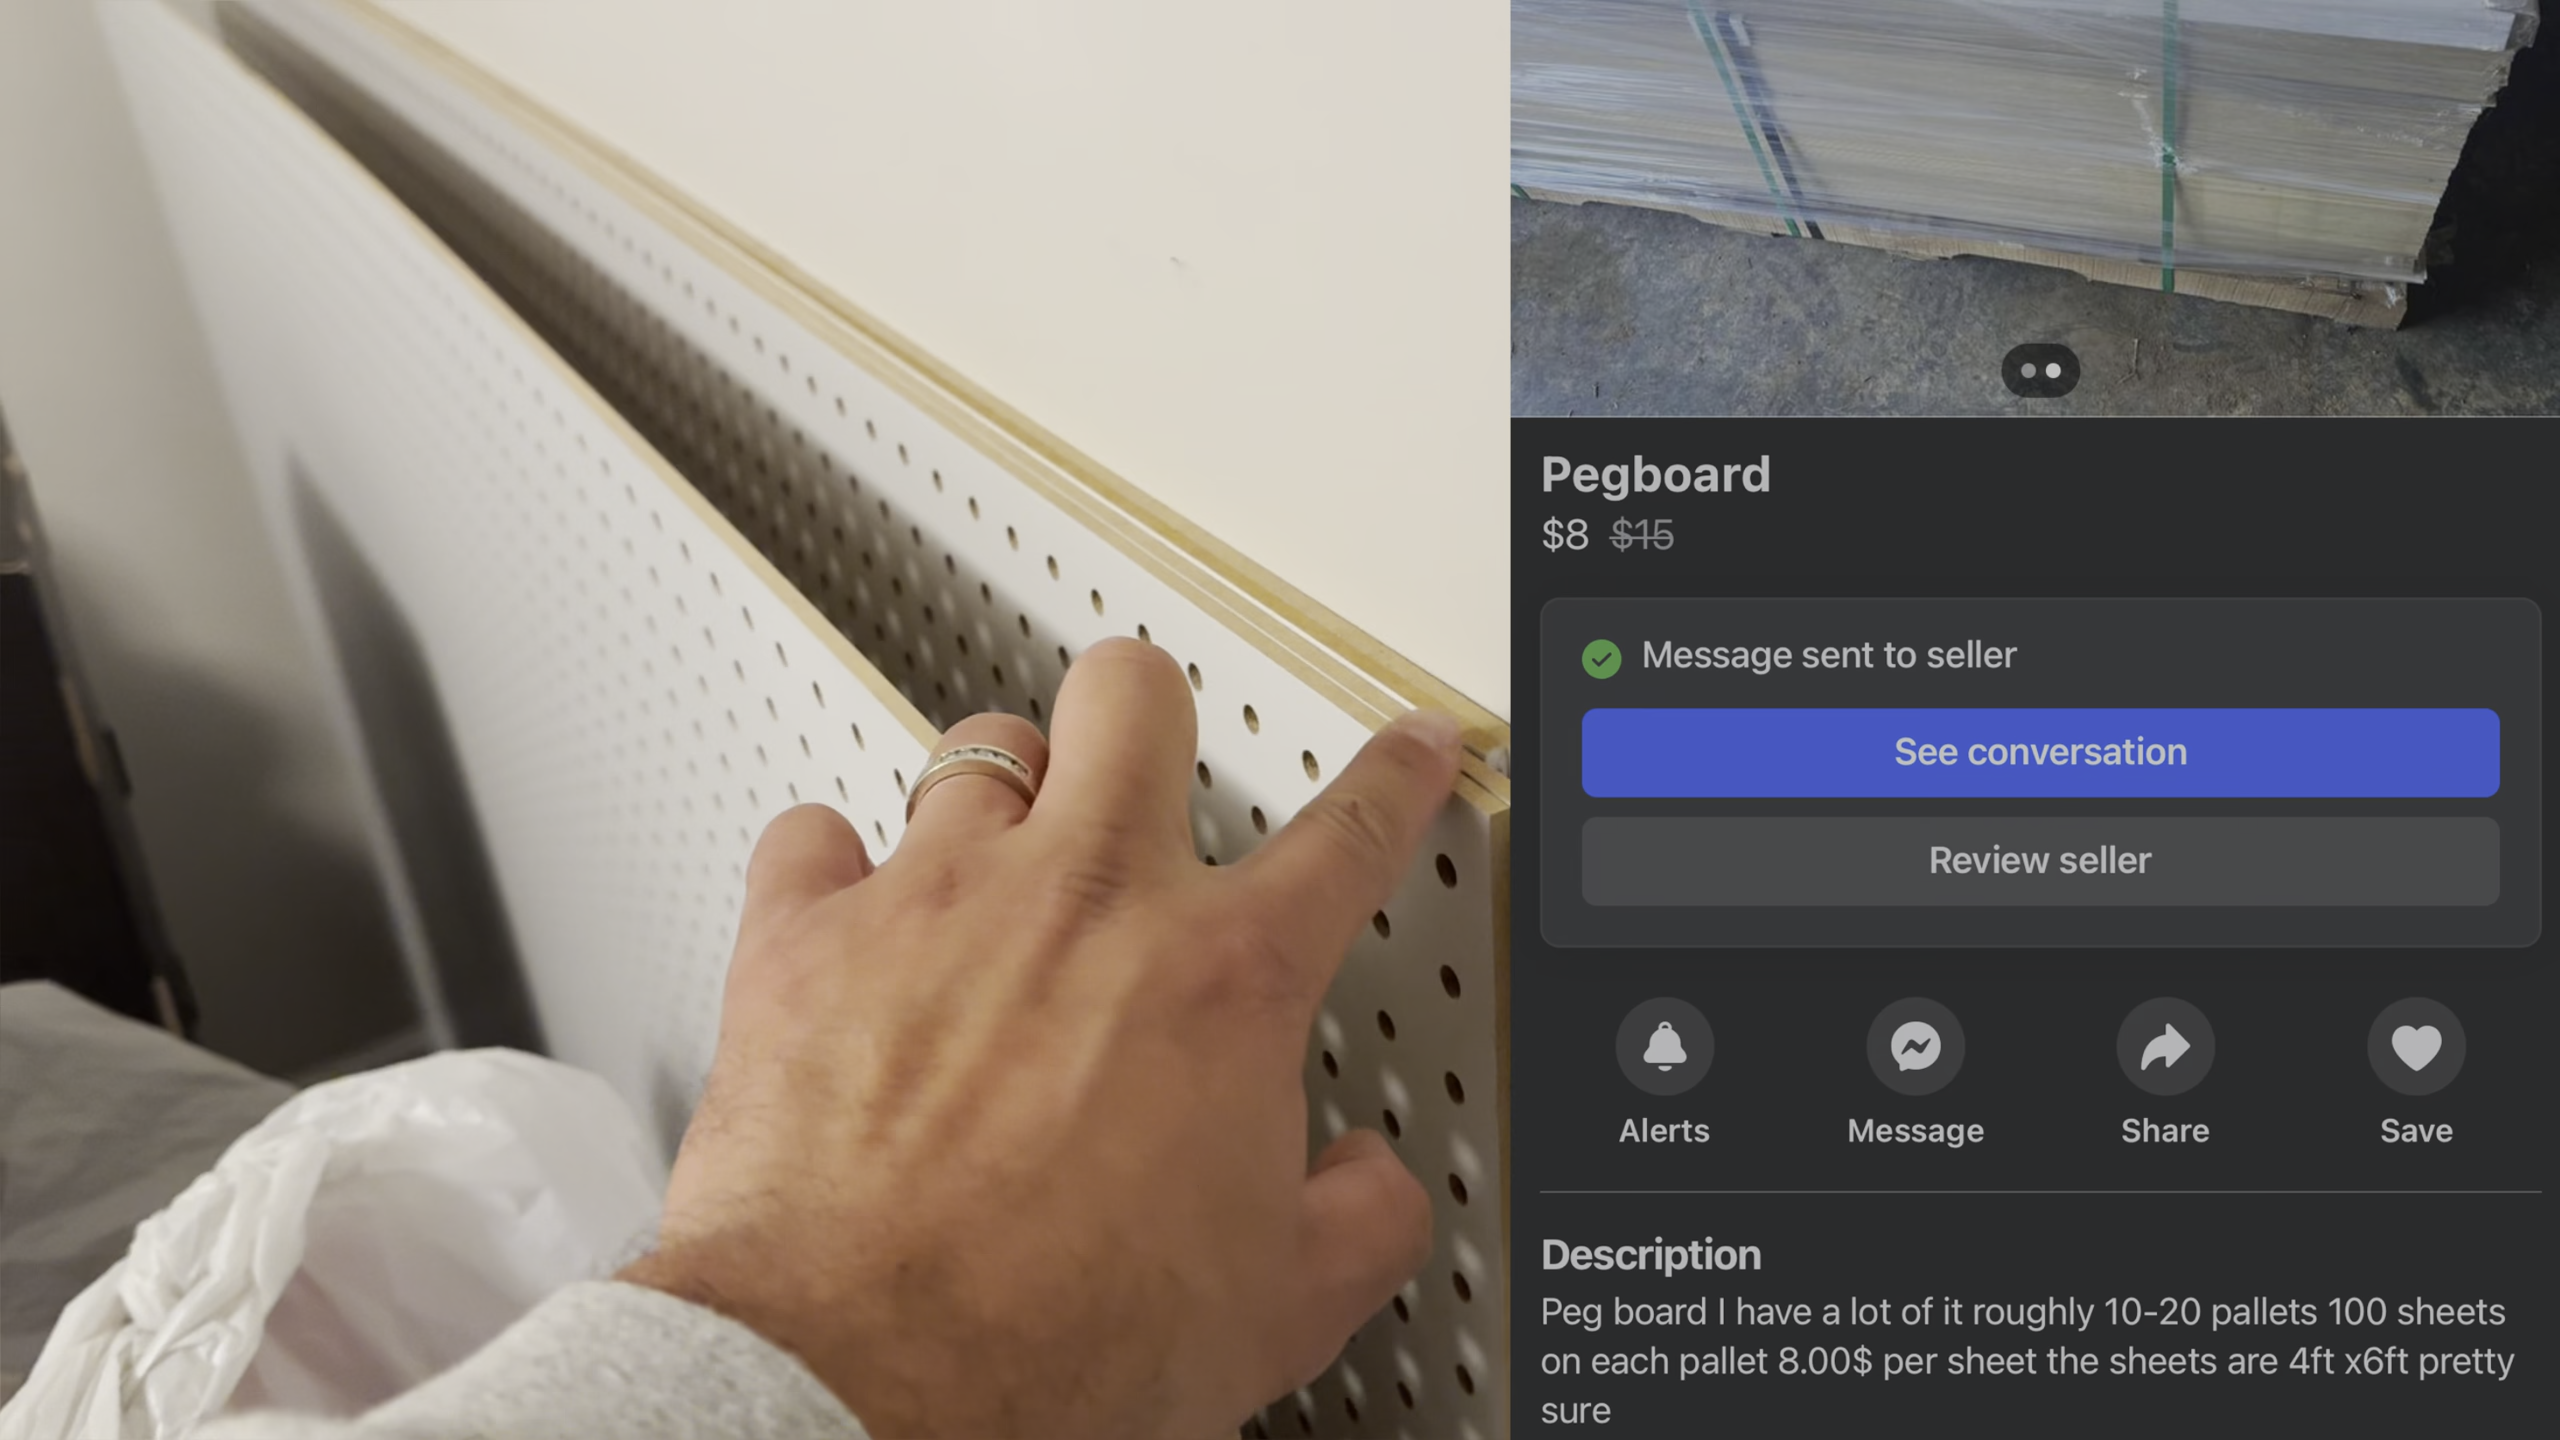 Pegboard
$8 $15
Message sent to seller
See conversation
Review seller
Alerts Message Share Save
Description
Peg board I have a lot of it roughly 10-20 pallets 100 sheets
on each pallet 8.00$ per sheet the sheets are 4ft x6ft pretty
sure